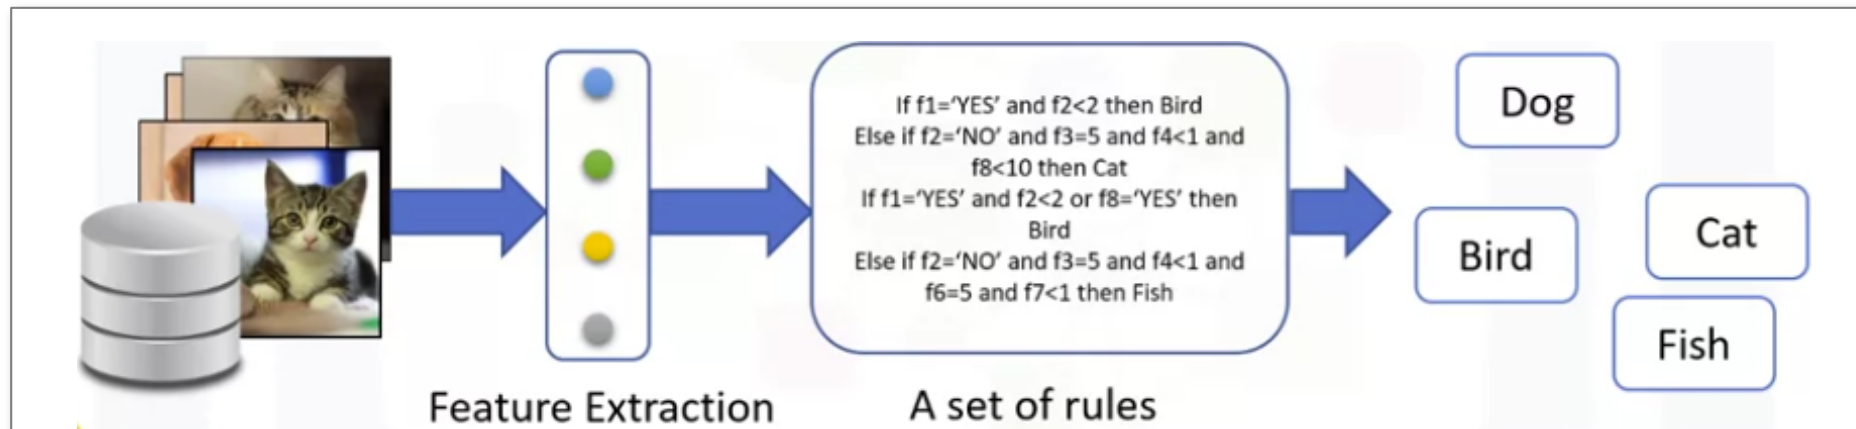 If f1='YES' and f2<2 then Bird
Else if f2='NO' and f3=5 and f4<1 and
f8<10 then Cat
If f1='YES' and f2<2 or f8='YES' then
Bird
Else if f2='NO' and f3=5 and f4<1 and
f6=5 and f7<1 then Fish
Dog
Bird
Cat
Fish
Feature Extraction
A set of rules